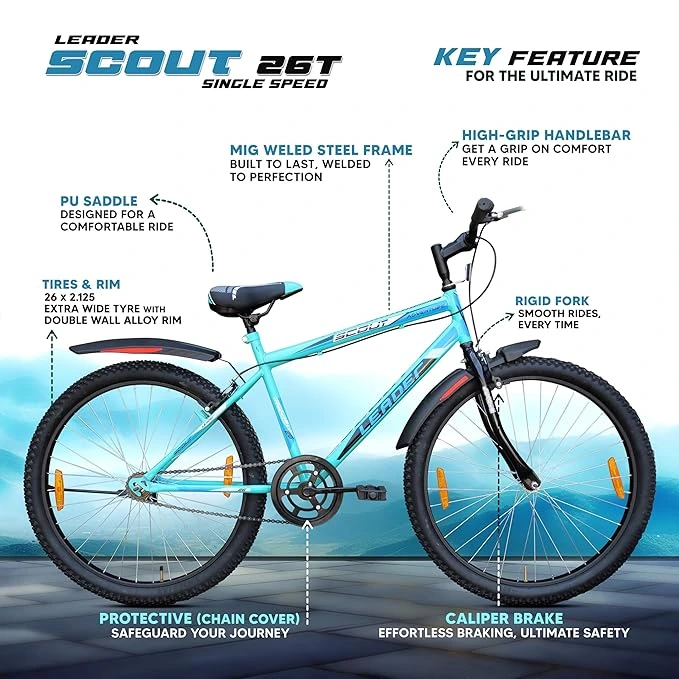 LEADER
SCOUT 26T
SINGLE SPEED
KEY FEATURE
FOR THE ULTIMATE RIDE
HIGH-GRIP HANDLEBAR
GET A GRIP ON COMFORT
EVERY RIDE
MIG WELED STEEL FRAME
BUILT TO LAST, WELDED
TO PERFECTION
PU SADDLE
DESIGNED FOR A
COMFORTABLE RIDE
TIRES & RIM
26 x 2.125
EXTRA WIDE TYRE WITH
DOUBLE WALL ALLOY RIM
RIGID FORK
SMOOTH RIDES,
EVERY TIME
SCOUT
LEADER
PROTECTIVE (CHAIN COVER)
SAFEGUARD YOUR JOURNEY
CALIPER BRAKE
EFFORTLESS BRAKING, ULTIMATE SAFETY